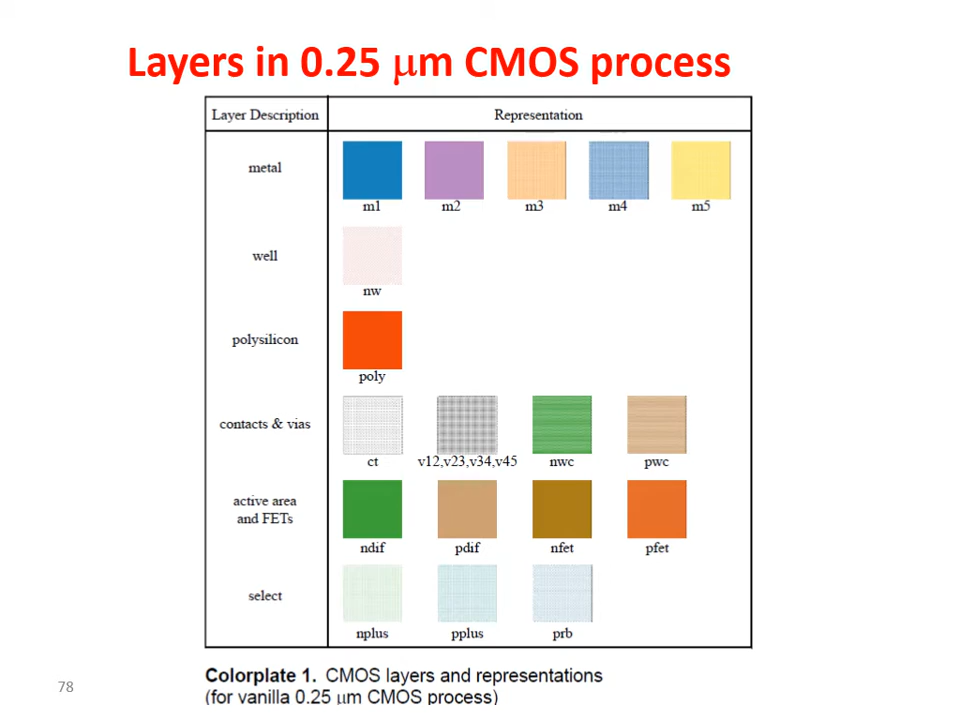 Layers in 0.25 μm CMOS process
Layer Description Representation
metal
m1 m2 m3 m4 m5
well
nw
polysilicon
poly
contacts & vias
ct v12,v23,v34,v45 nwc pwc
active area
and FETs
ndif pdif nfet pfet
select
nplus pplus prb
Colorplate 1. CMOS layers and representations
(for vanilla 0.25 μm CMOS process)
78